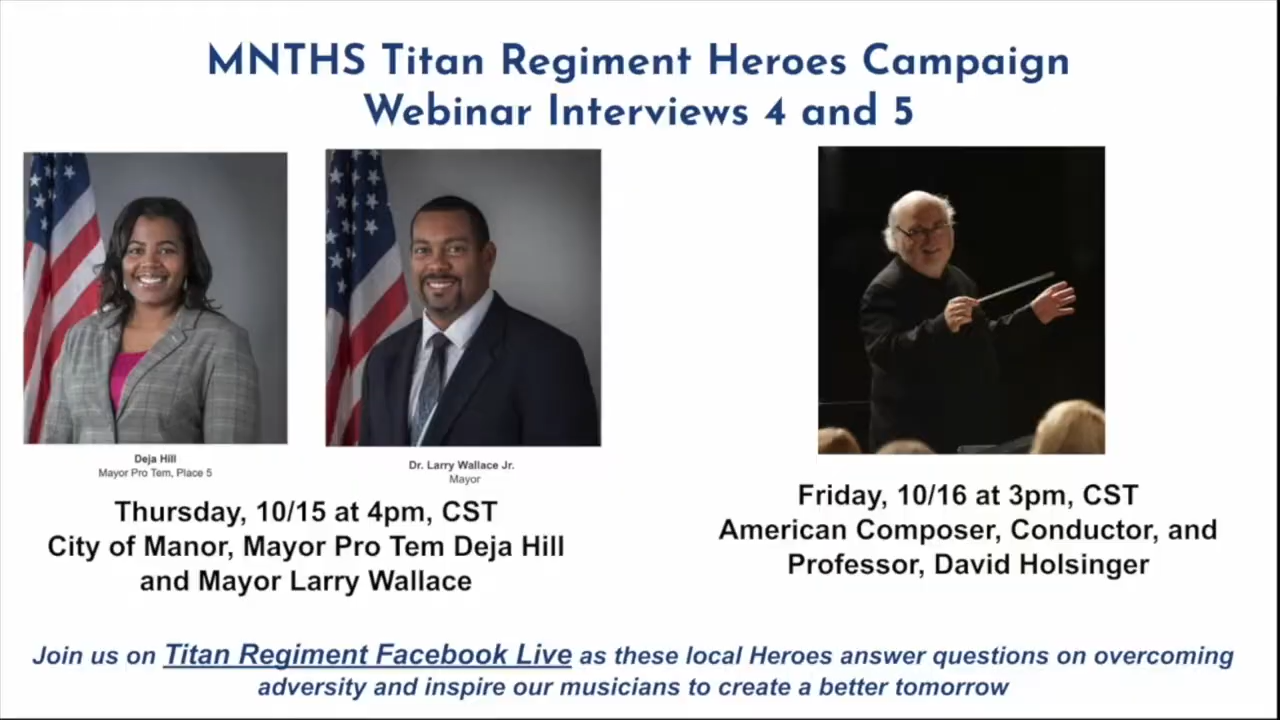 MNTHS Titan Regiment Heroes Campaign
Webinar Interviews 4 and 5
Deja Hill
Mayor Pro Tem, Place 5
Dr. Larry Wallace Jr.
Mayor
Thursday, 10/15 at 4pm, CST
City of Manor, Mayor Pro Tem Deja Hill
and Mayor Larry Wallace
Friday, 10/16 at 3pm, CST
American Composer, Conductor, and
Professor, David Holsinger
Join us on Titan Regiment Facebook Live as these local Heroes answer questions on overcoming
adversity and inspire our musicians to create a better tomorrow